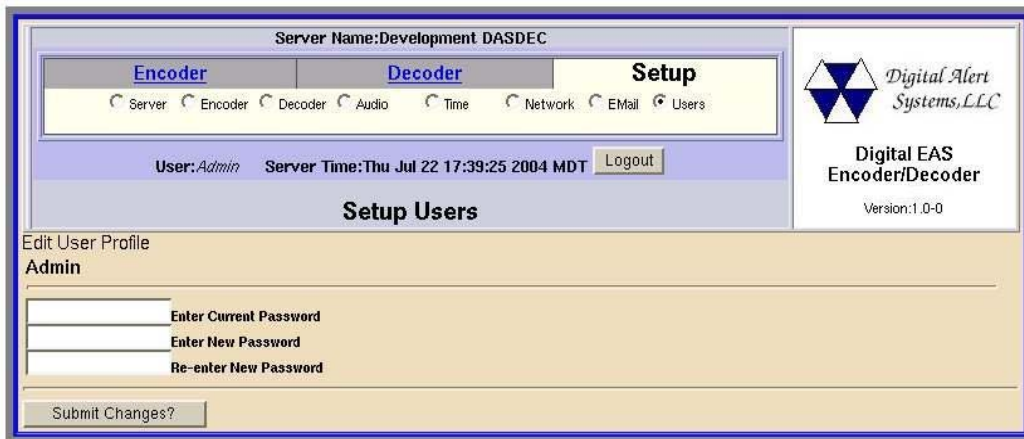 Server Name:Development DASDEC
Encoder Decoder Setup
Server Encoder Decoder Audio Time Network EMail Users
User:Admin Server Time:Thu Jul 22 17:39:25 2004 MDT Logout
Setup Users
Digital Alert
Systems,LLC
Digital EAS
Encoder/Decoder
Version:1.0-0
Edit User Profile
Admin
Enter Current Password
Enter New Password
Re-enter New Password
Submit Changes?